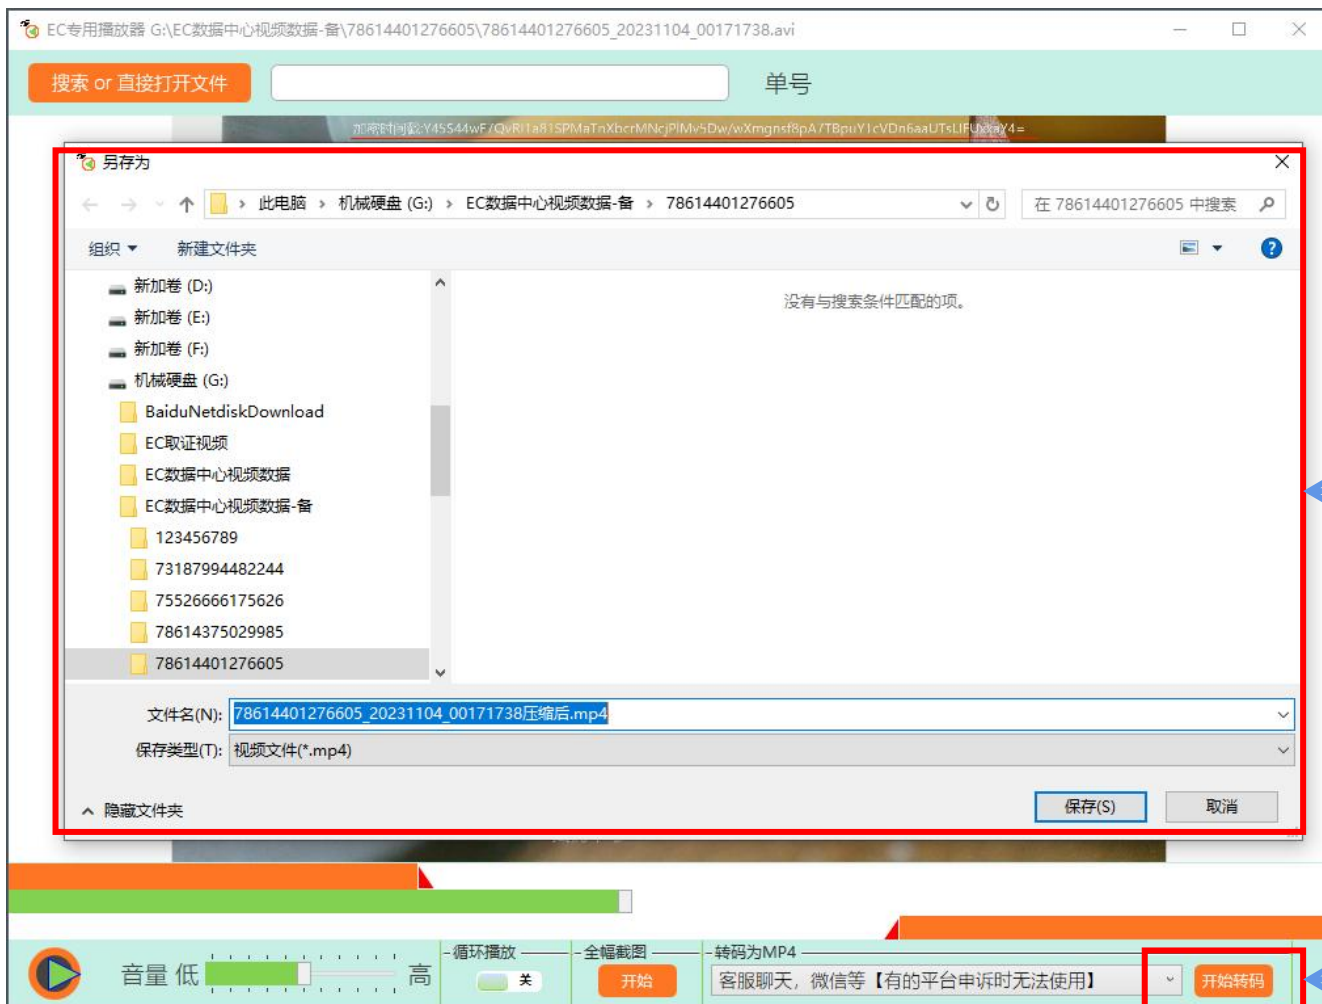 EC专用播放器 G:\EC数据中心视频数据-备\78614401276605\78614401276605_20231104_00171738.avi
搜索 or 直接打开文件
单号
另存为
此电脑 › 机械硬盘 (G:) › EC数据中心视频数据-备 › 78614401276605
在 78614401276605 中搜索
组织
新建文件夹
新加卷 (D:)
新加卷 (E:)
新加卷 (F:)
机械硬盘 (G:)
BaiduNetdiskDownload
EC取证视频
EC数据中心视频数据
EC数据中心视频数据-备
123456789
73187994482244
75526666175626
78614375029985
78614401276605
没有与搜索条件匹配的项。
文件名(N): 78614401276605_20231104_00171738压缩后.mp4
保存类型(T): 视频文件(*.mp4)
隐藏文件夹
保存(S)
取消
音量 低
高
循环播放
关
全幅截图
开始
转码为MP4
客服聊天，微信等【有的平台申诉时无法使用】
开始转码